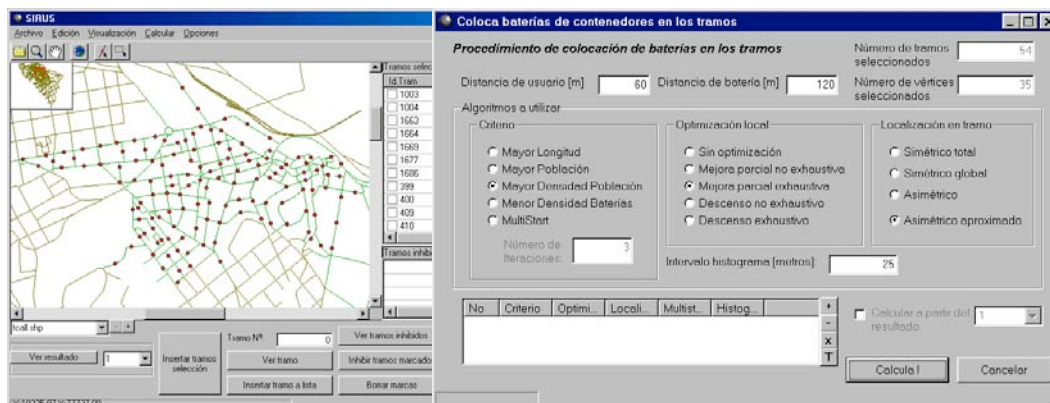 SIRUS
Archivo Edición Visualización Calcular Opciones
Tramos selec
Id.Tram
1003
1004
1663
1664
1669
1677
1686
399
400
409
410
Tramos inhibi
tcall.shp
Ver resultado
1
Insertar tramos selección
Tramo Nº:
0
Ver tramo
Insertar tramo a lista
Ver tramos inhibidos
Inhibir tramos marcado
Borrar marcas
Coloca baterías de contenedores en los tramos
Procedimiento de colocación de baterías en los tramos
Número de tramos seleccionados
54
Distancia de usuario [m]
60
Distancia de batería [m]
120
Número de vértices seleccionados
35
Algoritmos a utilizar
Criterio
Mayor Longitud
Mayor Población
Mayor Densidad Población
Menor Densidad Baterías
MultiStart
Número de Iteraciones:
3
Optimización local
Sin optimización
Mejora parcial no exhaustiva
Mejora parcial exhaustiva
Descenso no exhaustivo
Descenso exhaustivo
Localización en tramo
Simétrico total
Simétrico global
Asimétrico
Asimétrico aproximado
Intervalo histograma [metros]:
25
No Criterio Optimi... Locali... Multist... Histog...
+
-
x
T
Calcular a partir del resultado:
1
Calcula !
Cancelar